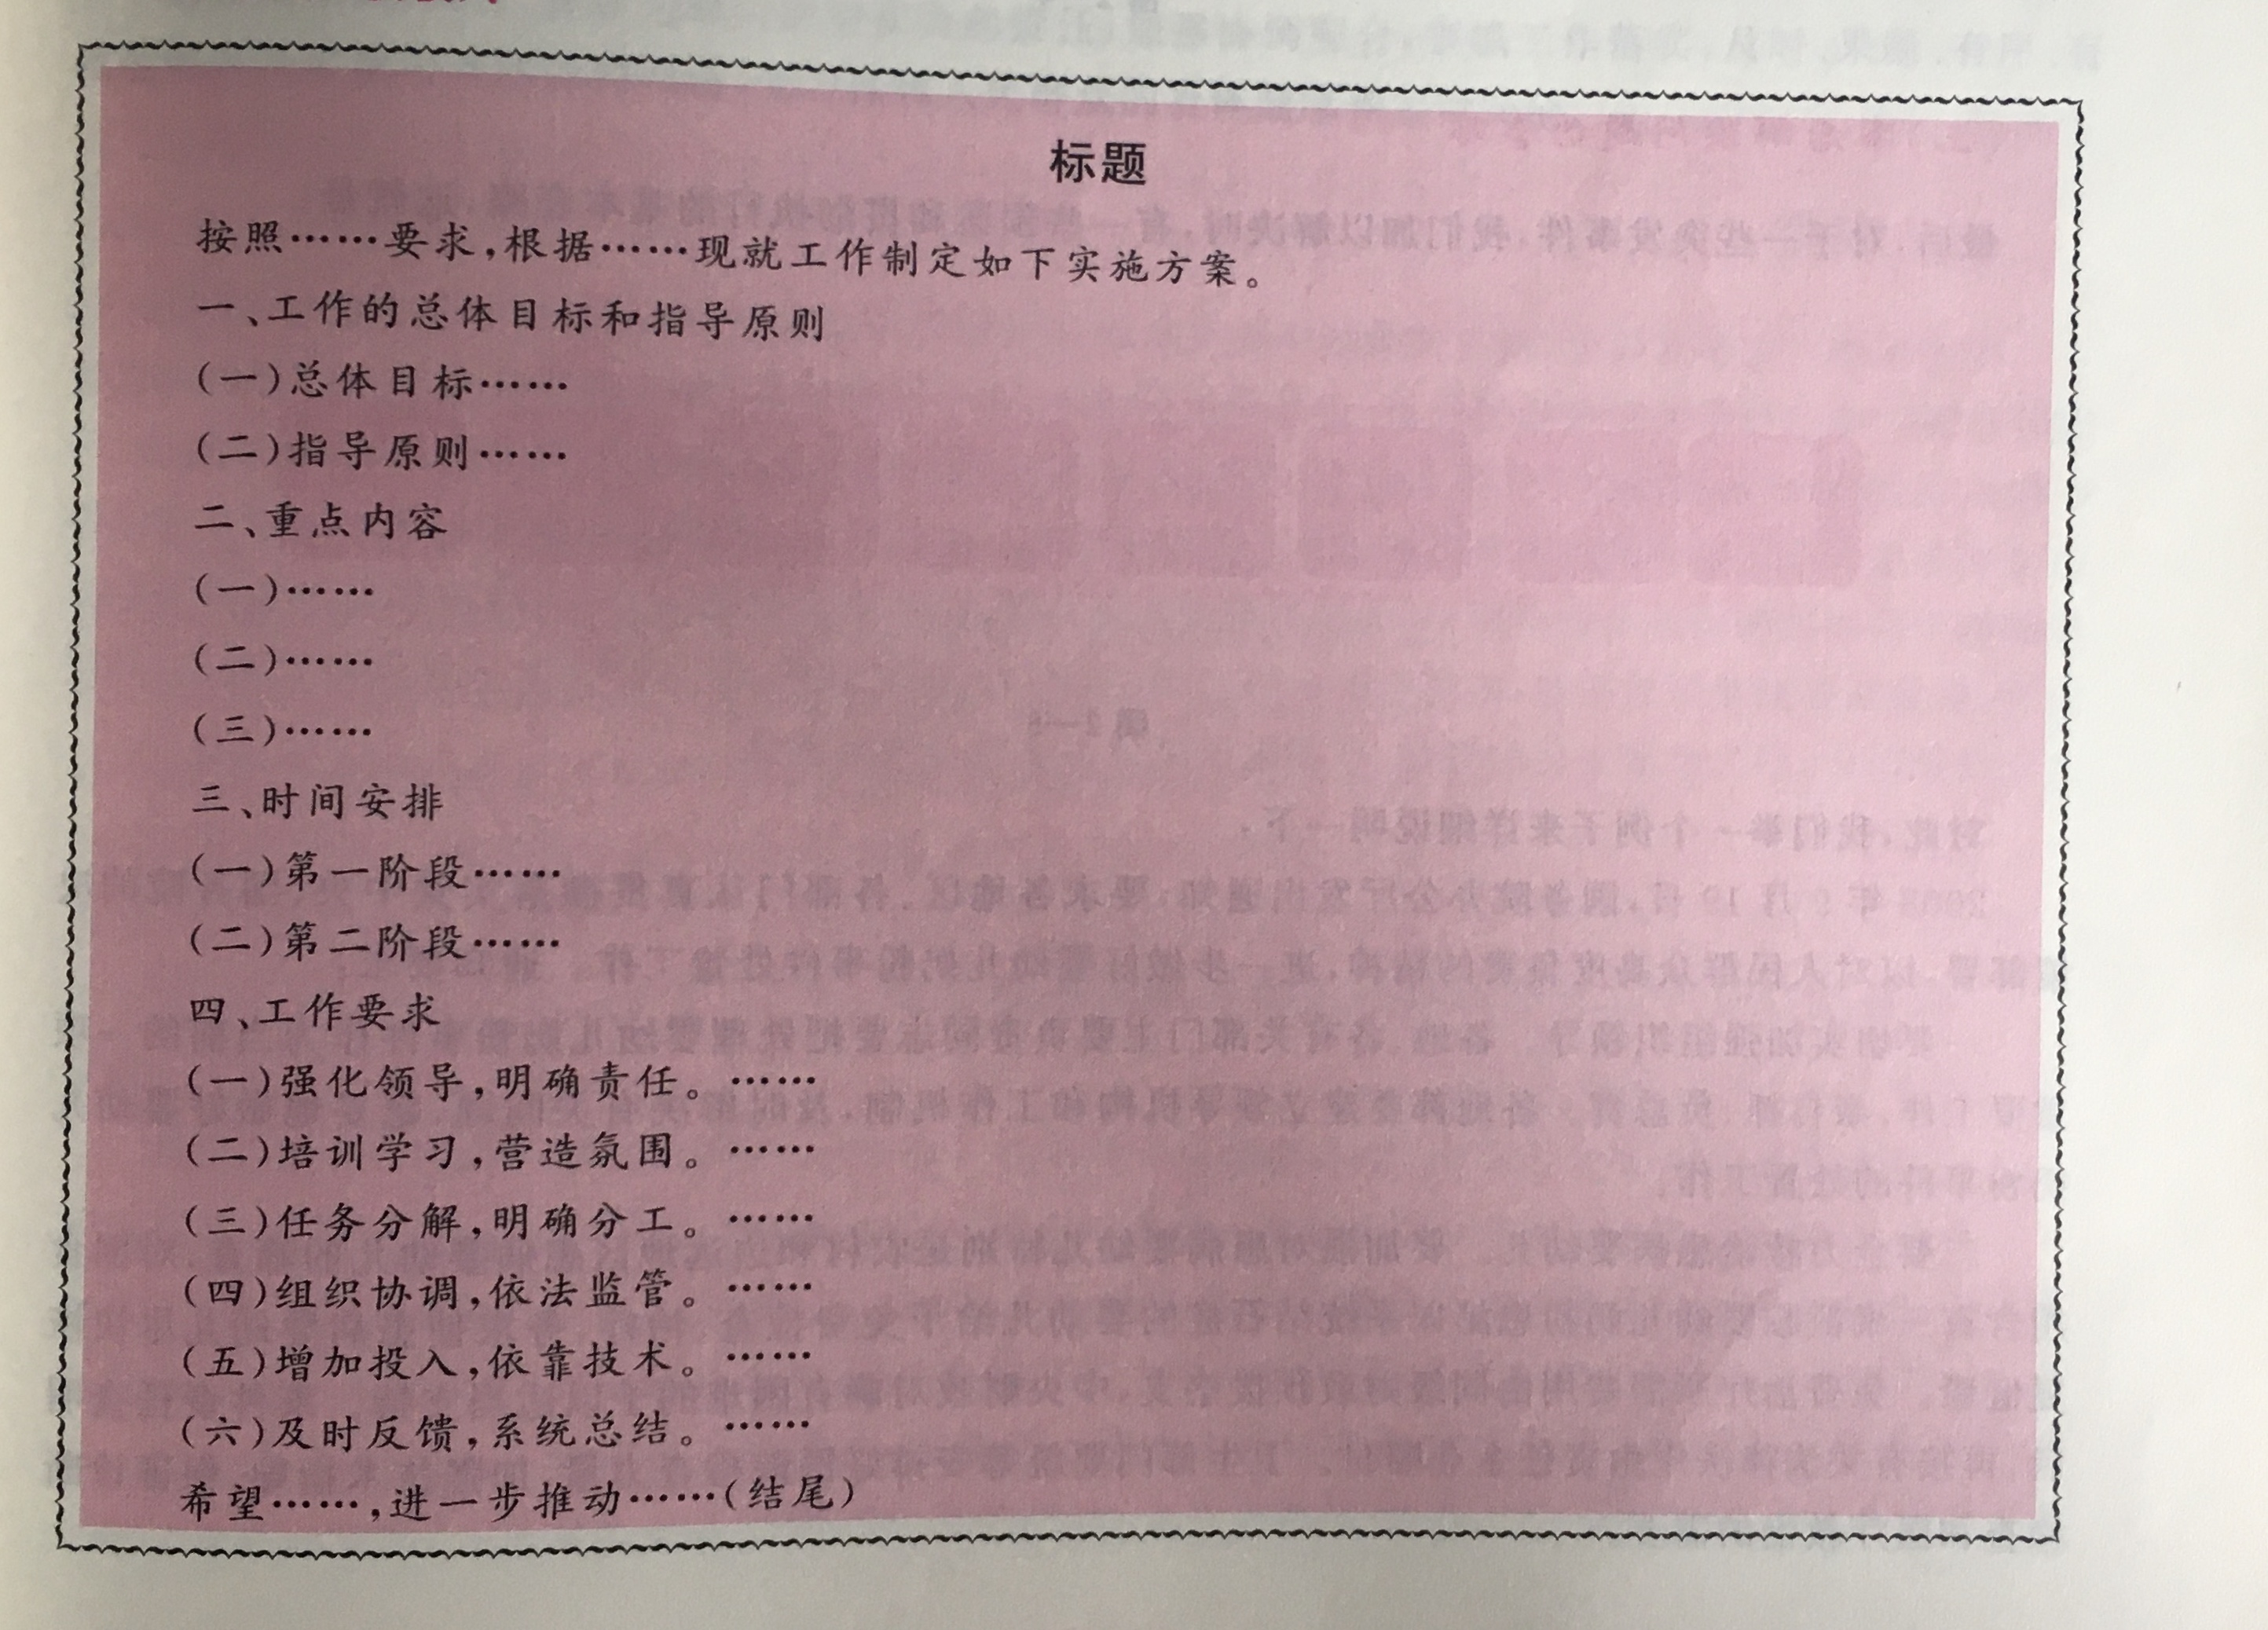 标题
按照……要求,根据……现就工作制定如下实施方案。
一、工作的总体目标和指导原则
(一)总体目标……
(二)指导原则……
二、重点内容
(一)……
(二)……
(三)……
三、时间安排
(一)第一阶段……
(二)第二阶段……
四、工作要求
(一)强化领导,明确责任。……
(二)培训学习,营造氛围。……
(三)任务分解,明确分工。……
(四)组织协调,依法监管。……
(五)增加投入,依靠技术。……
(六)及时反馈,系统总结。……
希望……,进一步推动……(结尾)